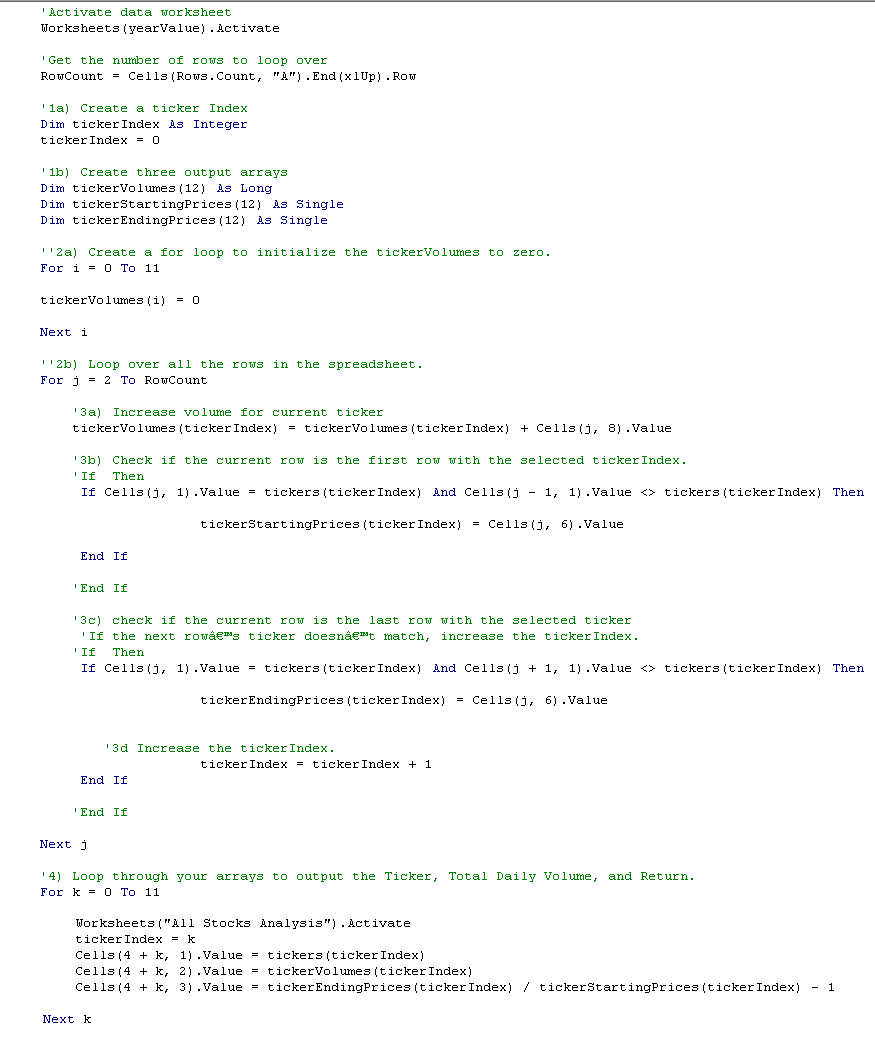 'Activate data worksheet
Worksheets(yearValue).Activate
'Get the number of rows to loop over
RowCount = Cells(Rows.Count, "A").End(xlUp).Row
'1a) Create a ticker Index
Dim tickerIndex As Integer
tickerIndex = 0
'1b) Create three output arrays
Dim tickerVolumes(12) As Long
Dim tickerStartingPrices(12) As Single
Dim tickerEndingPrices(12) As Single
''2a) Create a for loop to initialize the tickerVolumes to zero.
For i = 0 To 11
tickerVolumes(i) = 0
Next i
''2b) Loop over all the rows in the spreadsheet.
For j = 2 To RowCount
'3a) Increase volume for current ticker
tickerVolumes(tickerIndex) = tickerVolumes(tickerIndex) + Cells(j, 8).Value
'3b) Check if the current row is the first row with the selected tickerIndex.
'If  Then
If Cells(j, 1).Value = tickers(tickerIndex) And Cells(j - 1, 1).Value <> tickers(tickerIndex) Then
tickerStartingPrices(tickerIndex) = Cells(j, 6).Value
End If
'End If
'3c) check if the current row is the last row with the selected ticker
'If the next rowâ€™s ticker doesnâ€™t match, increase the tickerIndex.
'If  Then
If Cells(j, 1).Value = tickers(tickerIndex) And Cells(j + 1, 1).Value <> tickers(tickerIndex) Then
tickerEndingPrices(tickerIndex) = Cells(j, 6).Value
'3d Increase the tickerIndex.
tickerIndex = tickerIndex + 1
End If
'End If
Next j
'4) Loop through your arrays to output the Ticker, Total Daily Volume, and Return.
For k = 0 To 11
Worksheets("All Stocks Analysis").Activate
tickerIndex = k
Cells(4 + k, 1).Value = tickers(tickerIndex)
Cells(4 + k, 2).Value = tickerVolumes(tickerIndex)
Cells(4 + k, 3).Value = tickerEndingPrices(tickerIndex) / tickerStartingPrices(tickerIndex) - 1
Next k